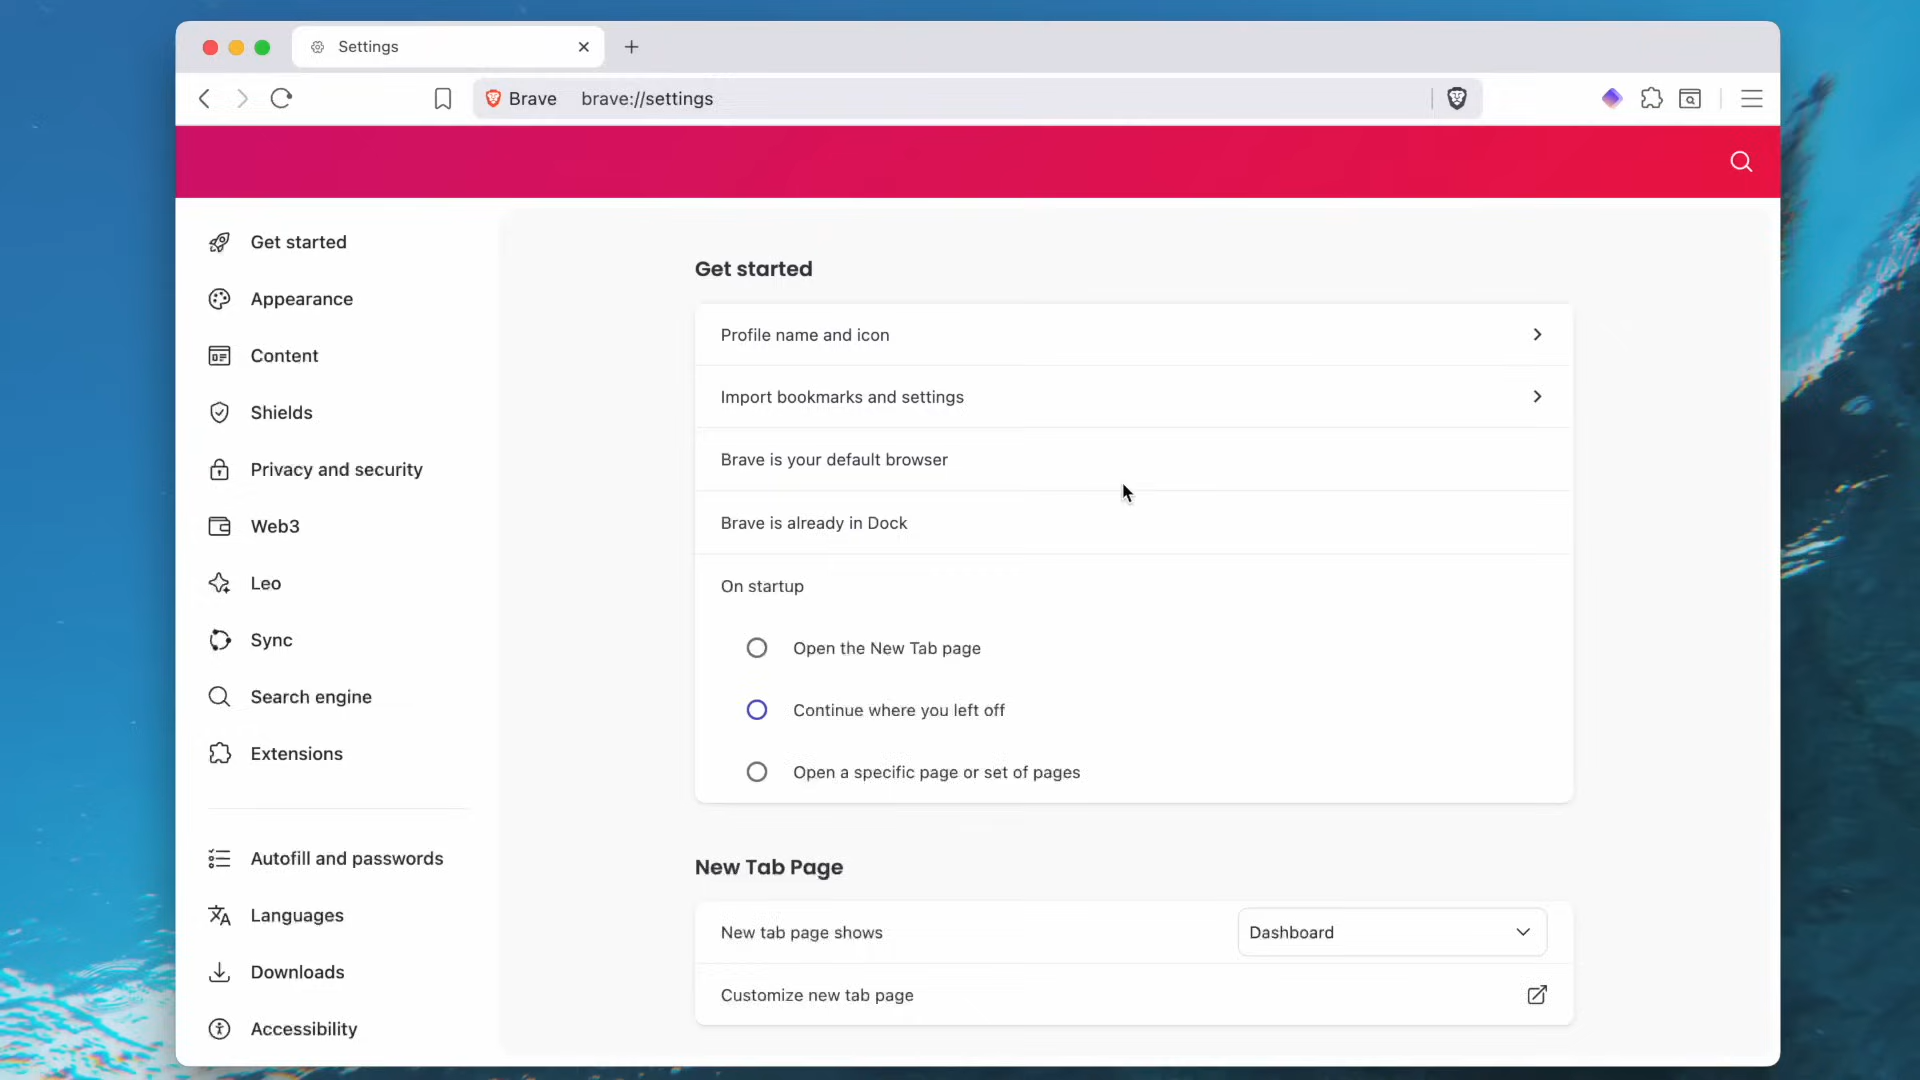 Settings
Brave brave://settings
Get started
Appearance
Content
Shields
Privacy and security
Web3
Leo
Sync
Search engine
Extensions
Autofill and passwords
Languages
Downloads
Accessibility
Get started
Profile name and icon
Import bookmarks and settings
Brave is your default browser
Brave is already in Dock
On startup
Open the New Tab page
Continue where you left off
Open a specific page or set of pages
New Tab Page
New tab page shows Dashboard
Customize new tab page